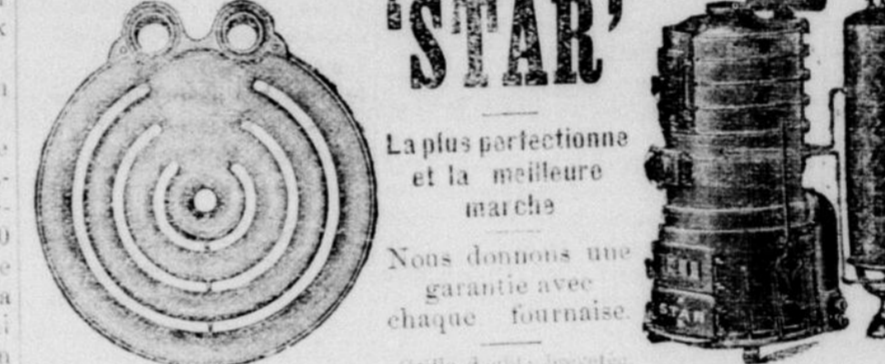 'STAR'
La plus perfectionne
et la meilleure
marche
Nous donnons une
garantie avec
chaque fournaise.
STAR